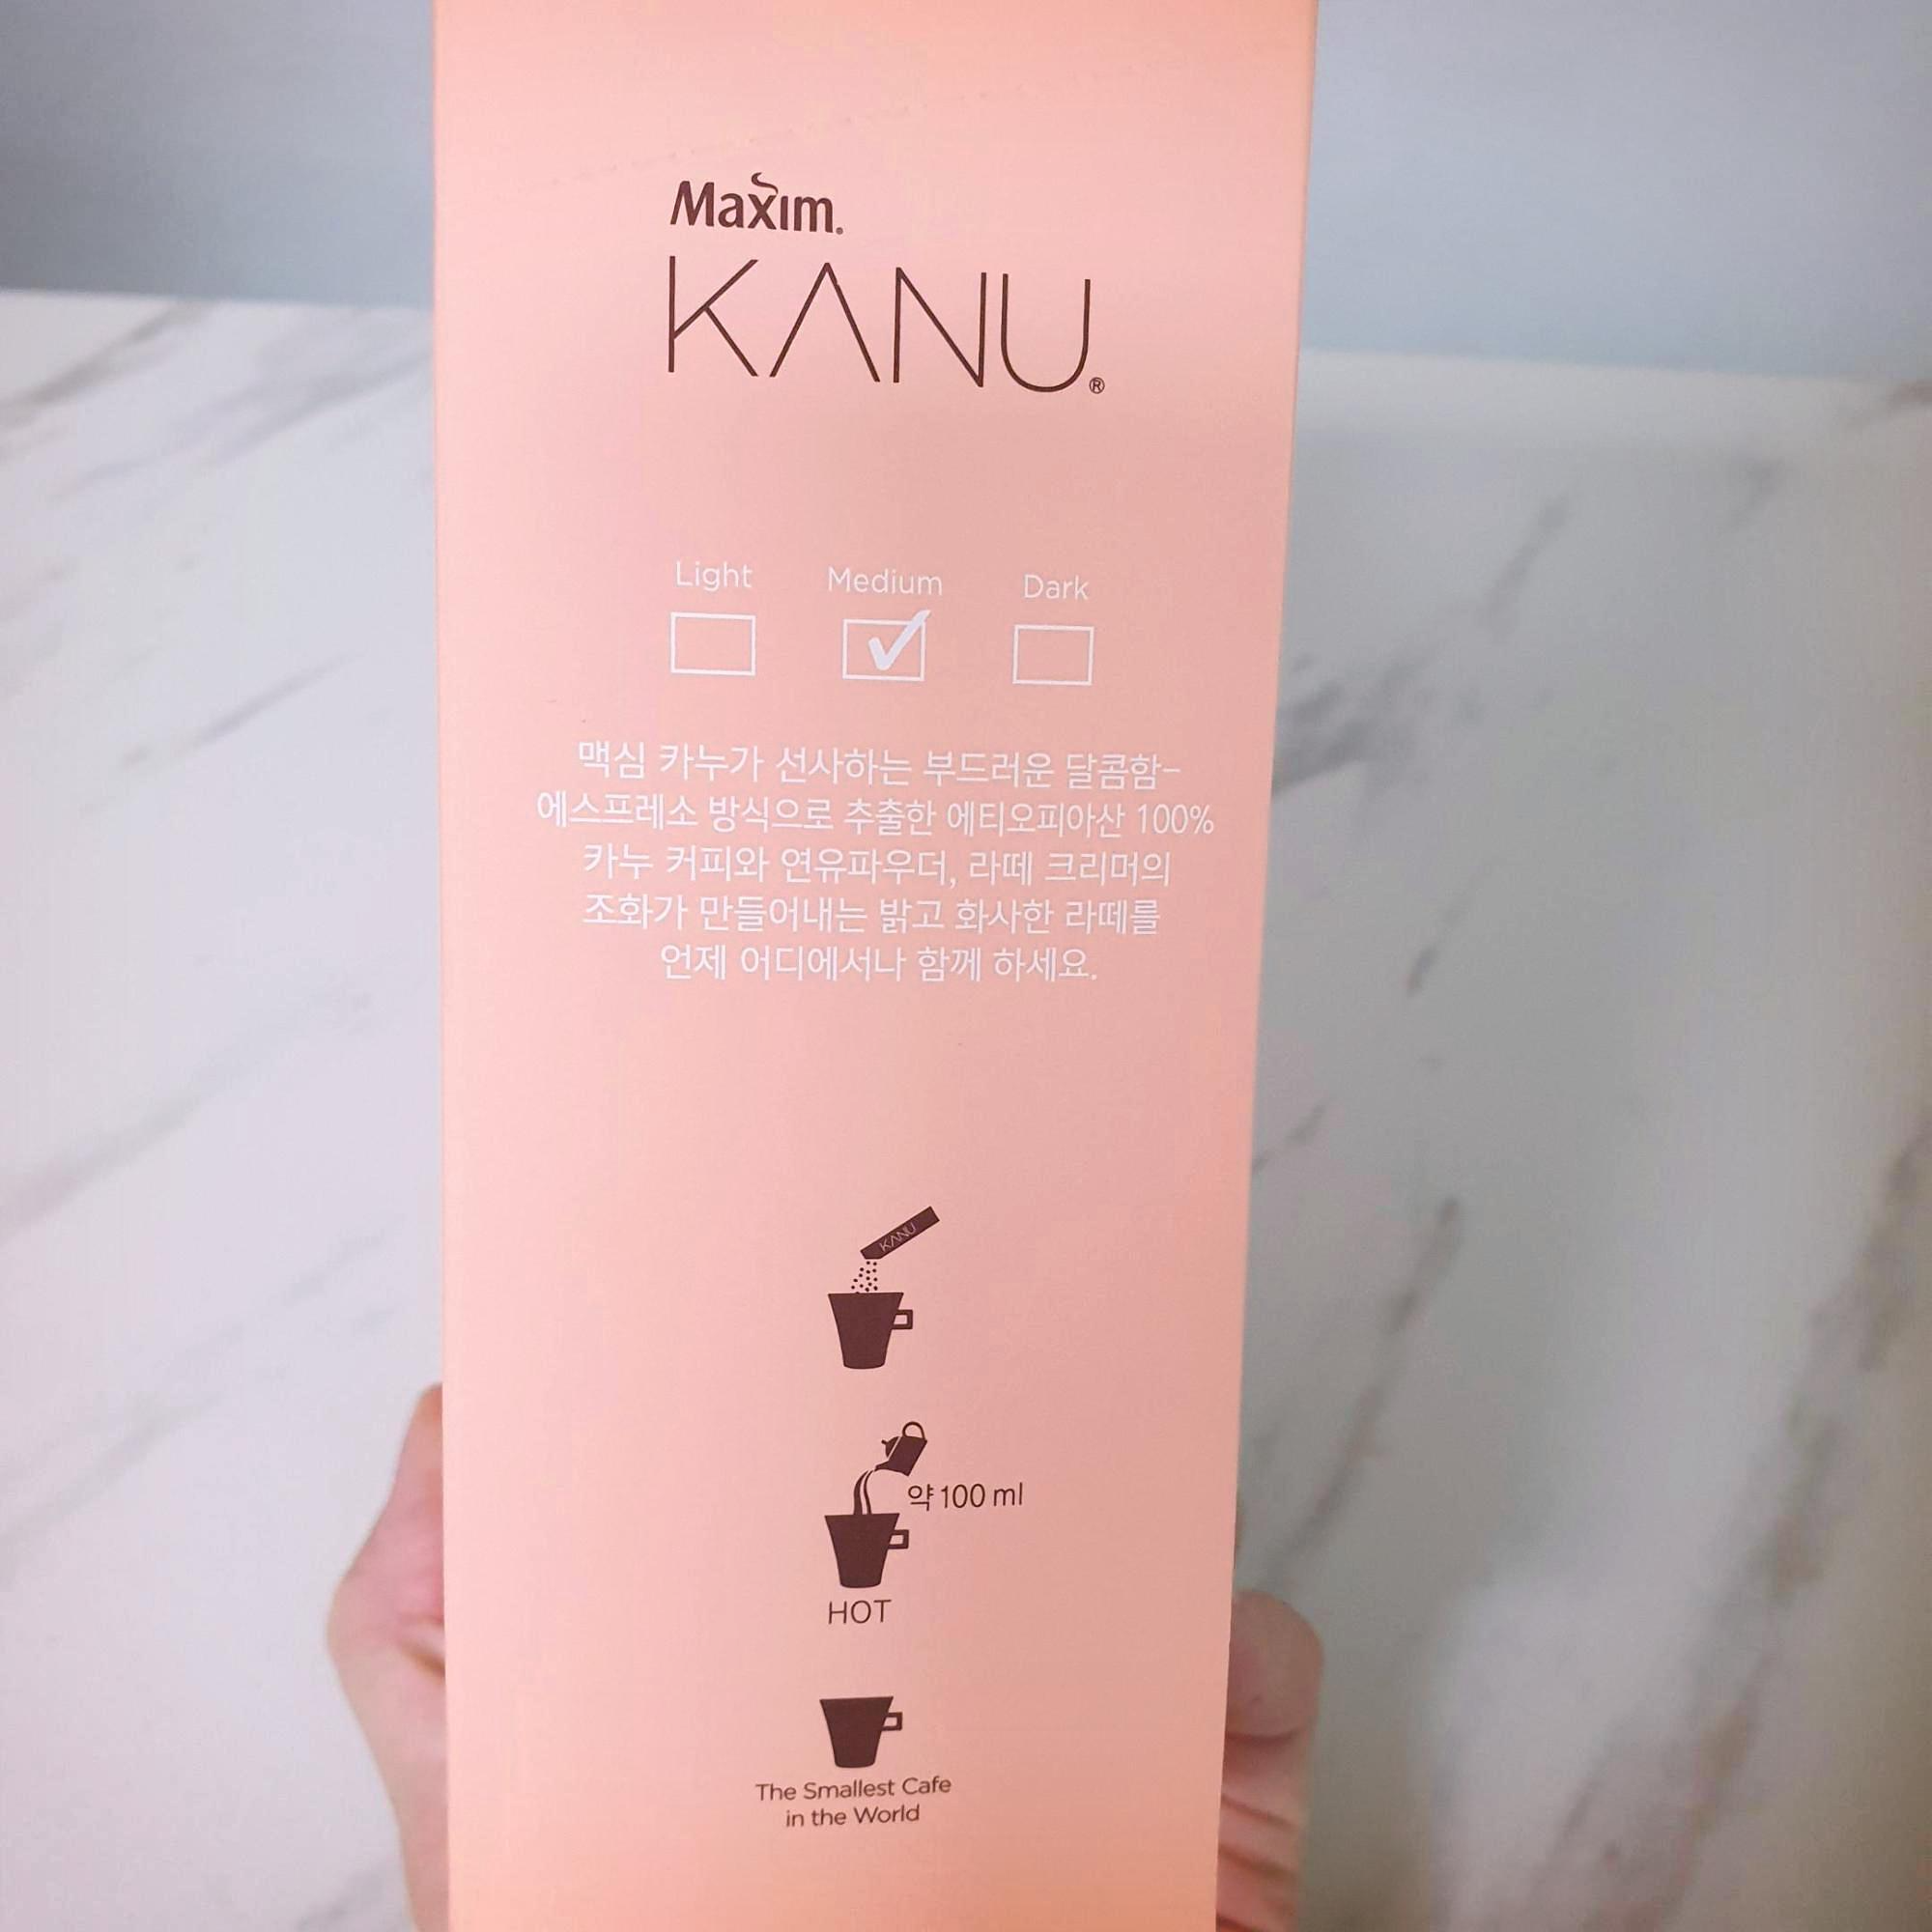 Maxim®
KANU®
Light Medium Dark
맥심 카누가 선사하는 부드러운 달콤함-
에스프레소 방식으로 추출한 에티오피아산 100%
카누 커피와 연유파우더, 라떼 크리머의
조화가 만들어내는 밝고 화사한 라떼를
언제 어디에서나 함께 하세요.
KANU
약 100 ml
HOT
The Smallest Cafe
in the World